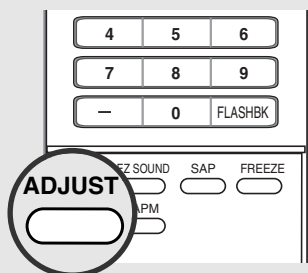 4 5 6
7 8 9
— 0 FLASHBK
EZ SOUND SAP FREEZE
ADJUST
APM